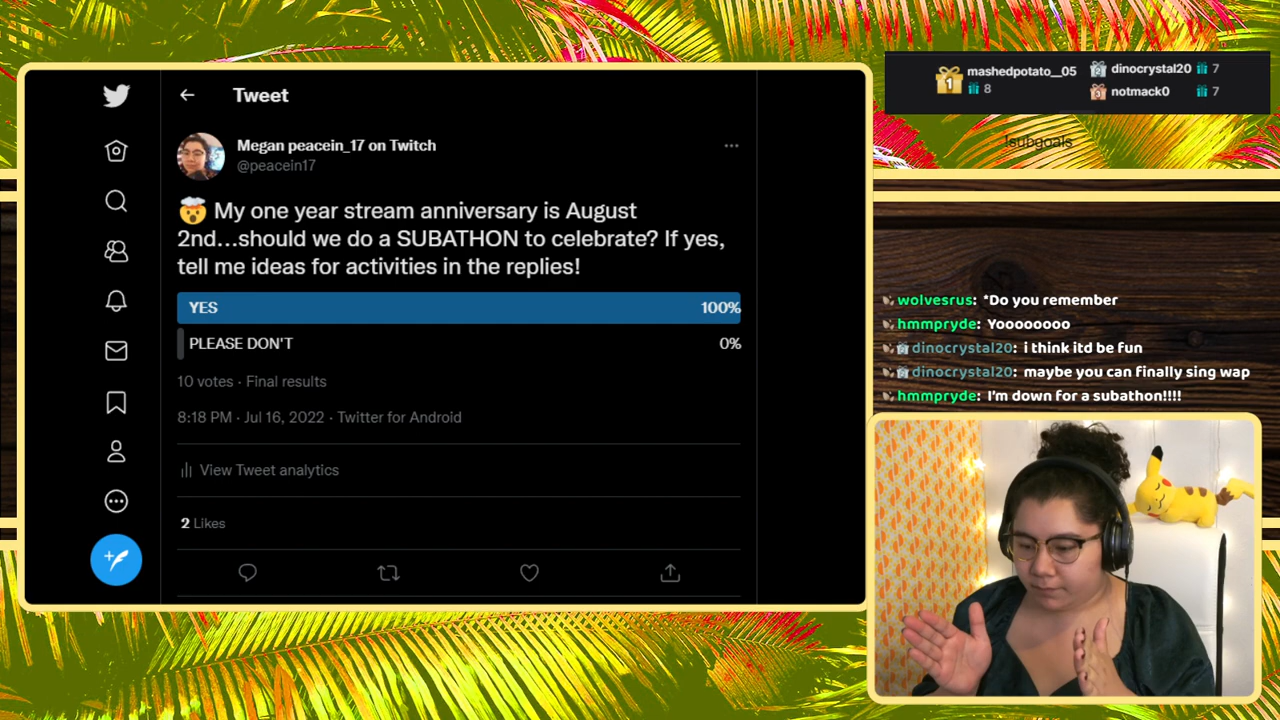 Tweet
Megan peacein_17 on Twitch
@peacein17
🤯 My one year stream anniversary is August
2nd...should we do a SUBATHON to celebrate? If yes,
tell me ideas for activities in the replies!
YES 100%
PLEASE DON'T 0%
10 votes · Final results
8:18 PM · Jul 16, 2022 · Twitter for Android
View Tweet analytics
2 Likes
1 mashedpotato__05
8
2 dinocrystal20 7
3 notmack0 7
!subgoals
wolvesrus: *Do you remember
hmmpryde: Yoooooooo
dinocrystal20: i think itd be fun
dinocrystal20: maybe you can finally sing wap
hmmpryde: I'm down for a subathon!!!!